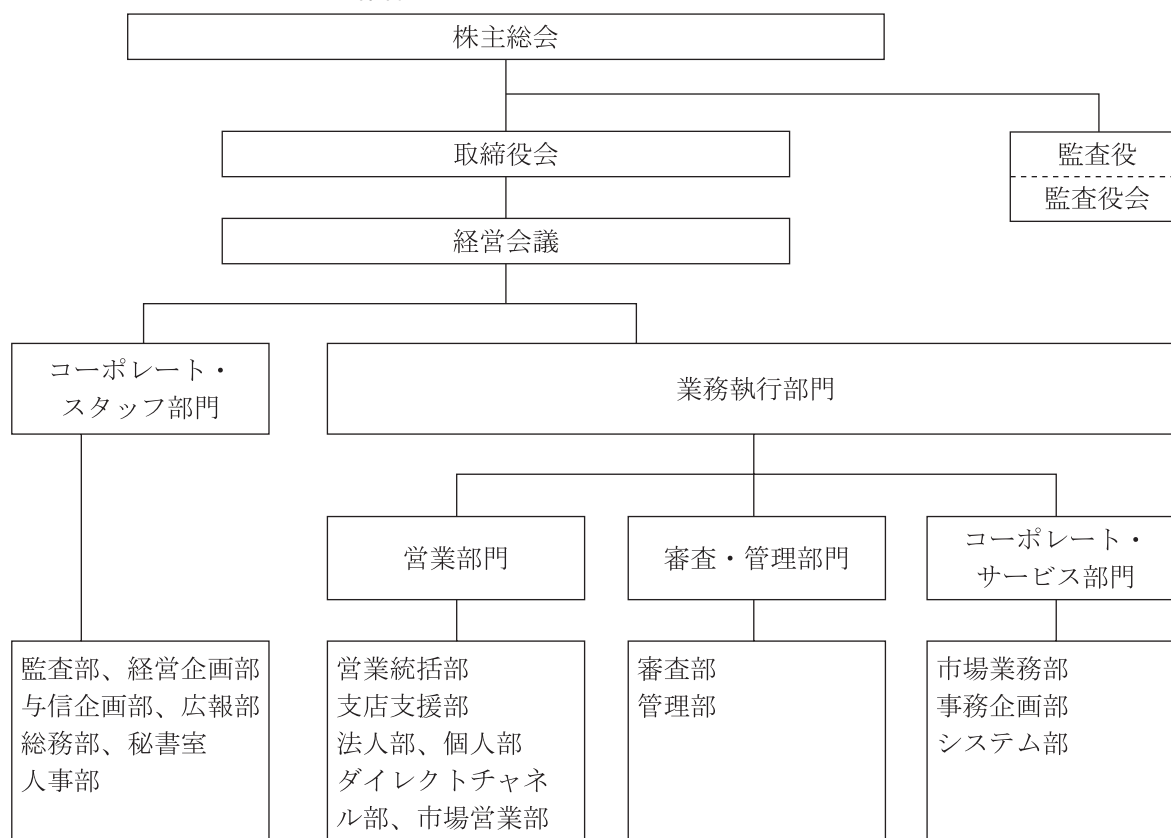 株主総会
取締役会
監査役
監査役会
経営会議
コーポレート・
スタッフ部門
業務執行部門
営業部門
審査・管理部門
コーポレート・
サービス部門
監査部、経営企画部
与信企画部、広報部
総務部、秘書室
人事部
営業統括部
支店支援部
法人部、個人部
ダイレクトチャネ
ル部、市場営業部
審査部
管理部
市場業務部
事務企画部
システム部